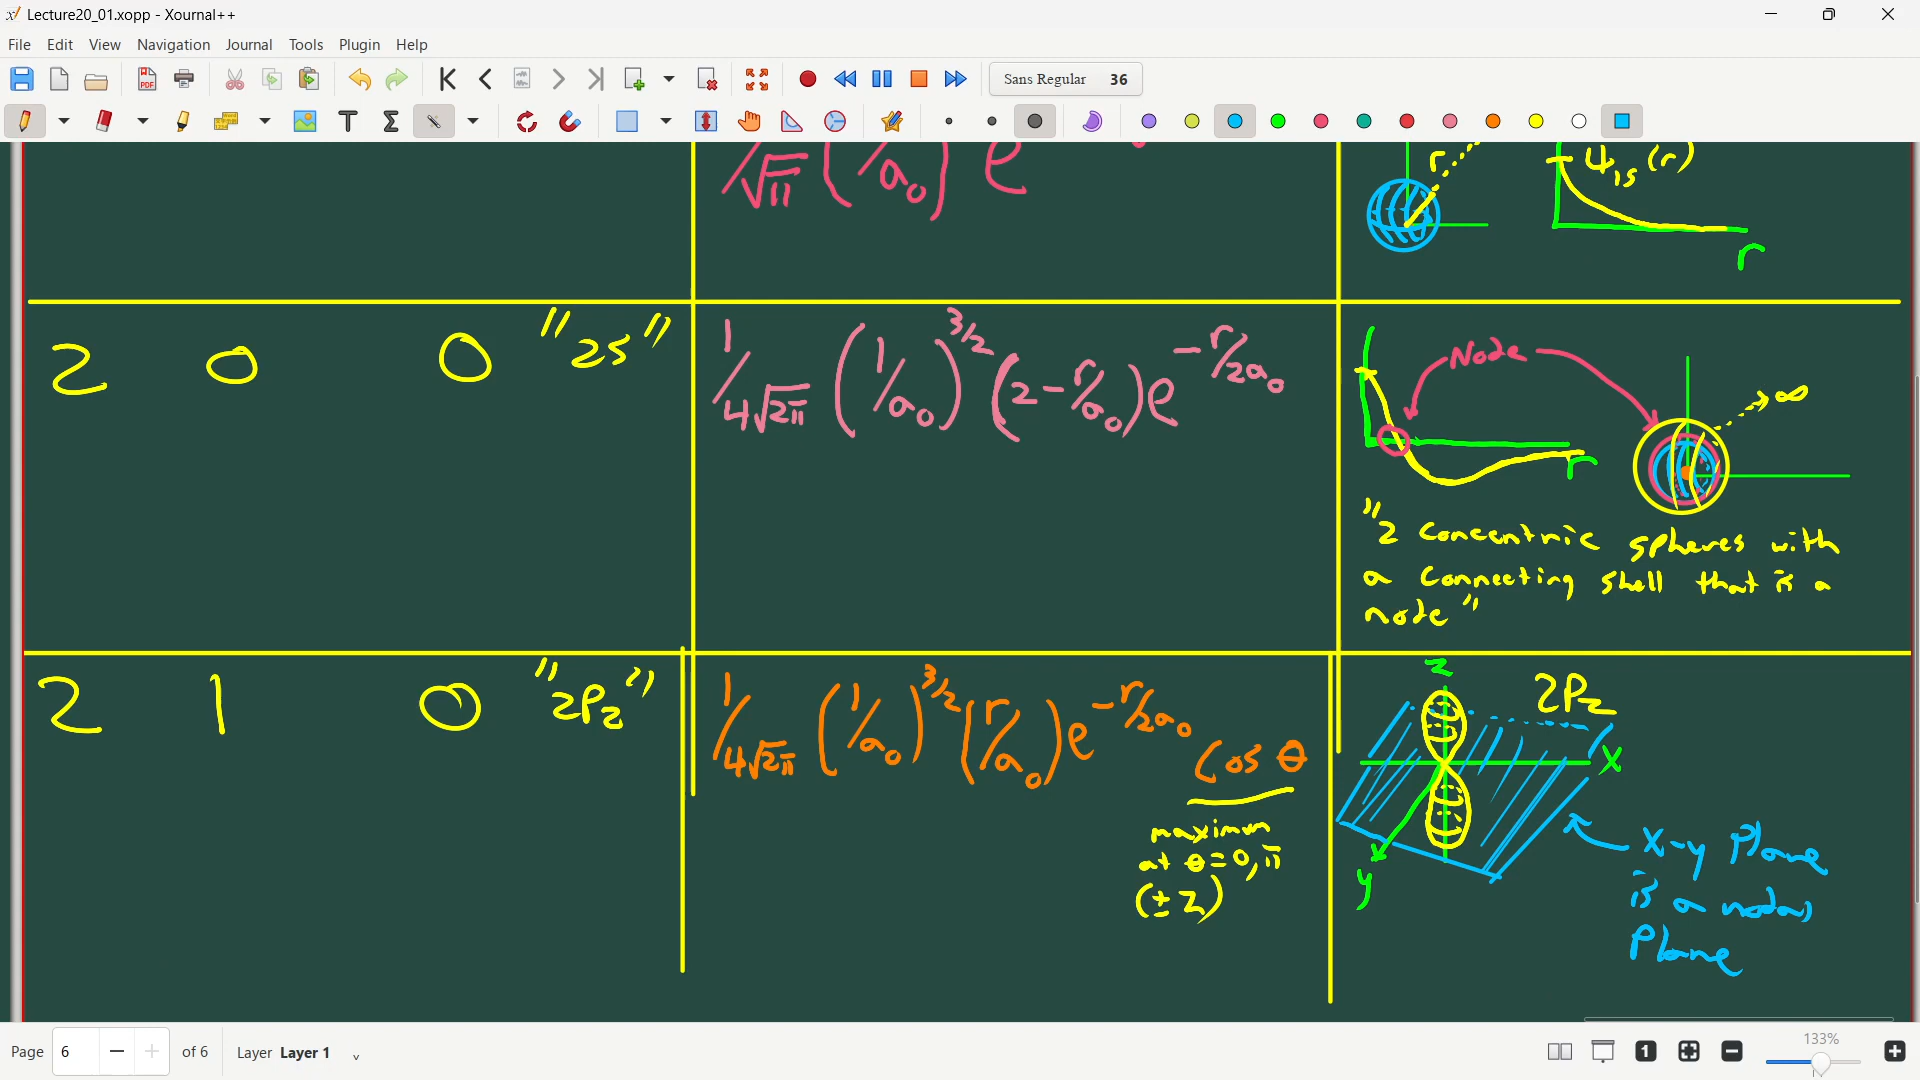 Lecture20_01.xopp - Xournal++
File Edit View Navigation Journal Tools Plugin Help
Sans Regular 36
1/√π (1/a₀) e
r
Ψ₁s(r)
r
2 0 0 "2s"
1/4√2π (1/a₀)^3/2 (2-r/a₀) e^-r/2a₀
Node
∞
r
"2 concentric spheres with
a connecting shell that is a
node"
2 1 0 "2Pz"
1/4√2π (1/a₀)^3/2 (r/a₀) e^-r/2a₀ Cos θ
maximum
at θ=0,π
(±z)
z
2Pz
x
y
x-y Plane
is a nodal
Plane
Page 6 of 6 Layer Layer 1
133%